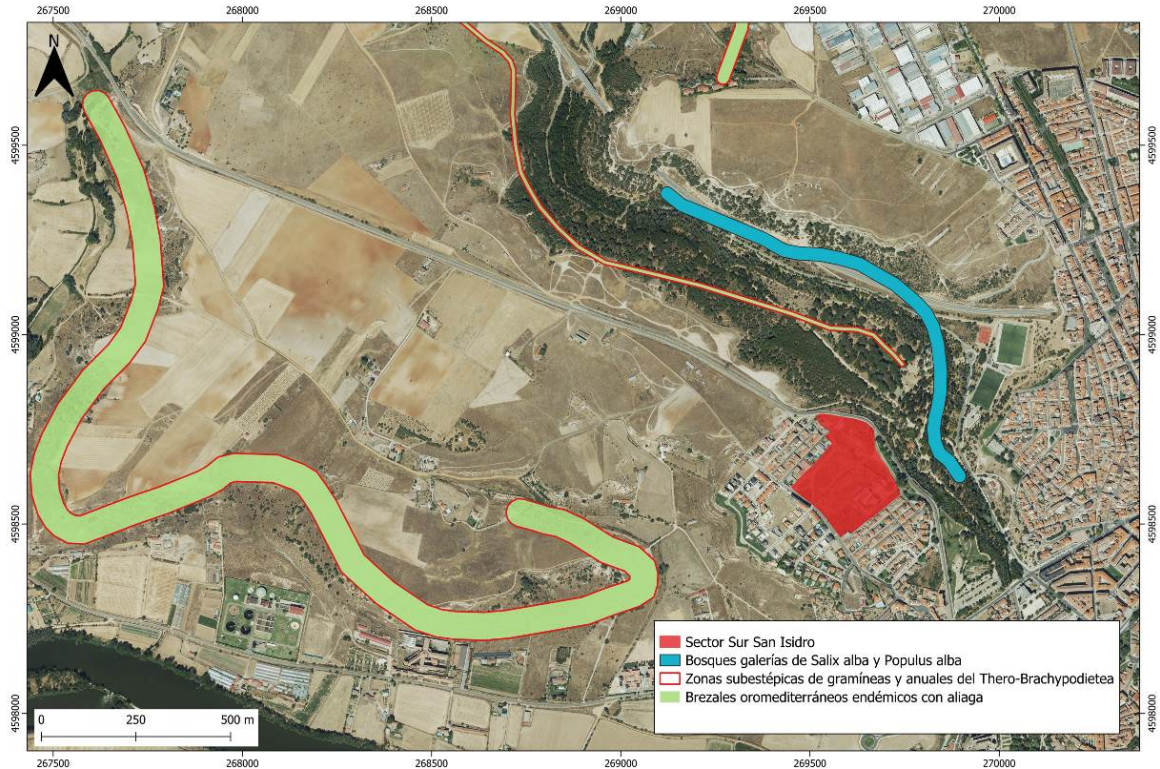 267500 268000 268500 269000 269500 270000
N
4599500 4599500
4599000 4599000
4598500 4598500
4598000 4598000
Sector Sur San Isidro
Bosques galerías de Salix alba y Populus alba
Zonas subestépicas de gramíneas y anuales del Thero-Brachypodietea
Brezales oromediterráneos endémicos con aliaga
0 250 500 m
267500 268000 268500 269000 269500 270000